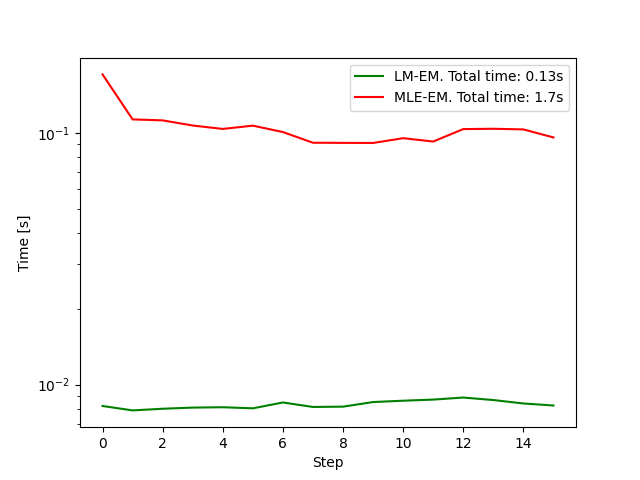 LM-EM. Total time: 0.13s
MLE-EM. Total time: 1.7s
10⁻¹
Time [s]
10⁻²
0 2 4 6 8 10 12 14
Step